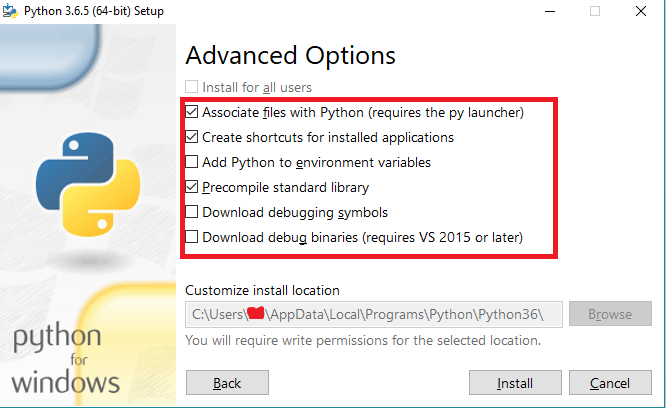 Python 3.6.5 (64-bit) Setup
Advanced Options
Install for all users
Associate files with Python (requires the py launcher)
Create shortcuts for installed applications
Add Python to environment variables
Precompile standard library
Download debugging symbols
Download debug binaries (requires VS 2015 or later)
Customize install location
C:\Users\ \AppData\Local\Programs\Python\Python36\
Browse
You will require write permissions for the selected location.
python
for
windows
Back
Install
Cancel